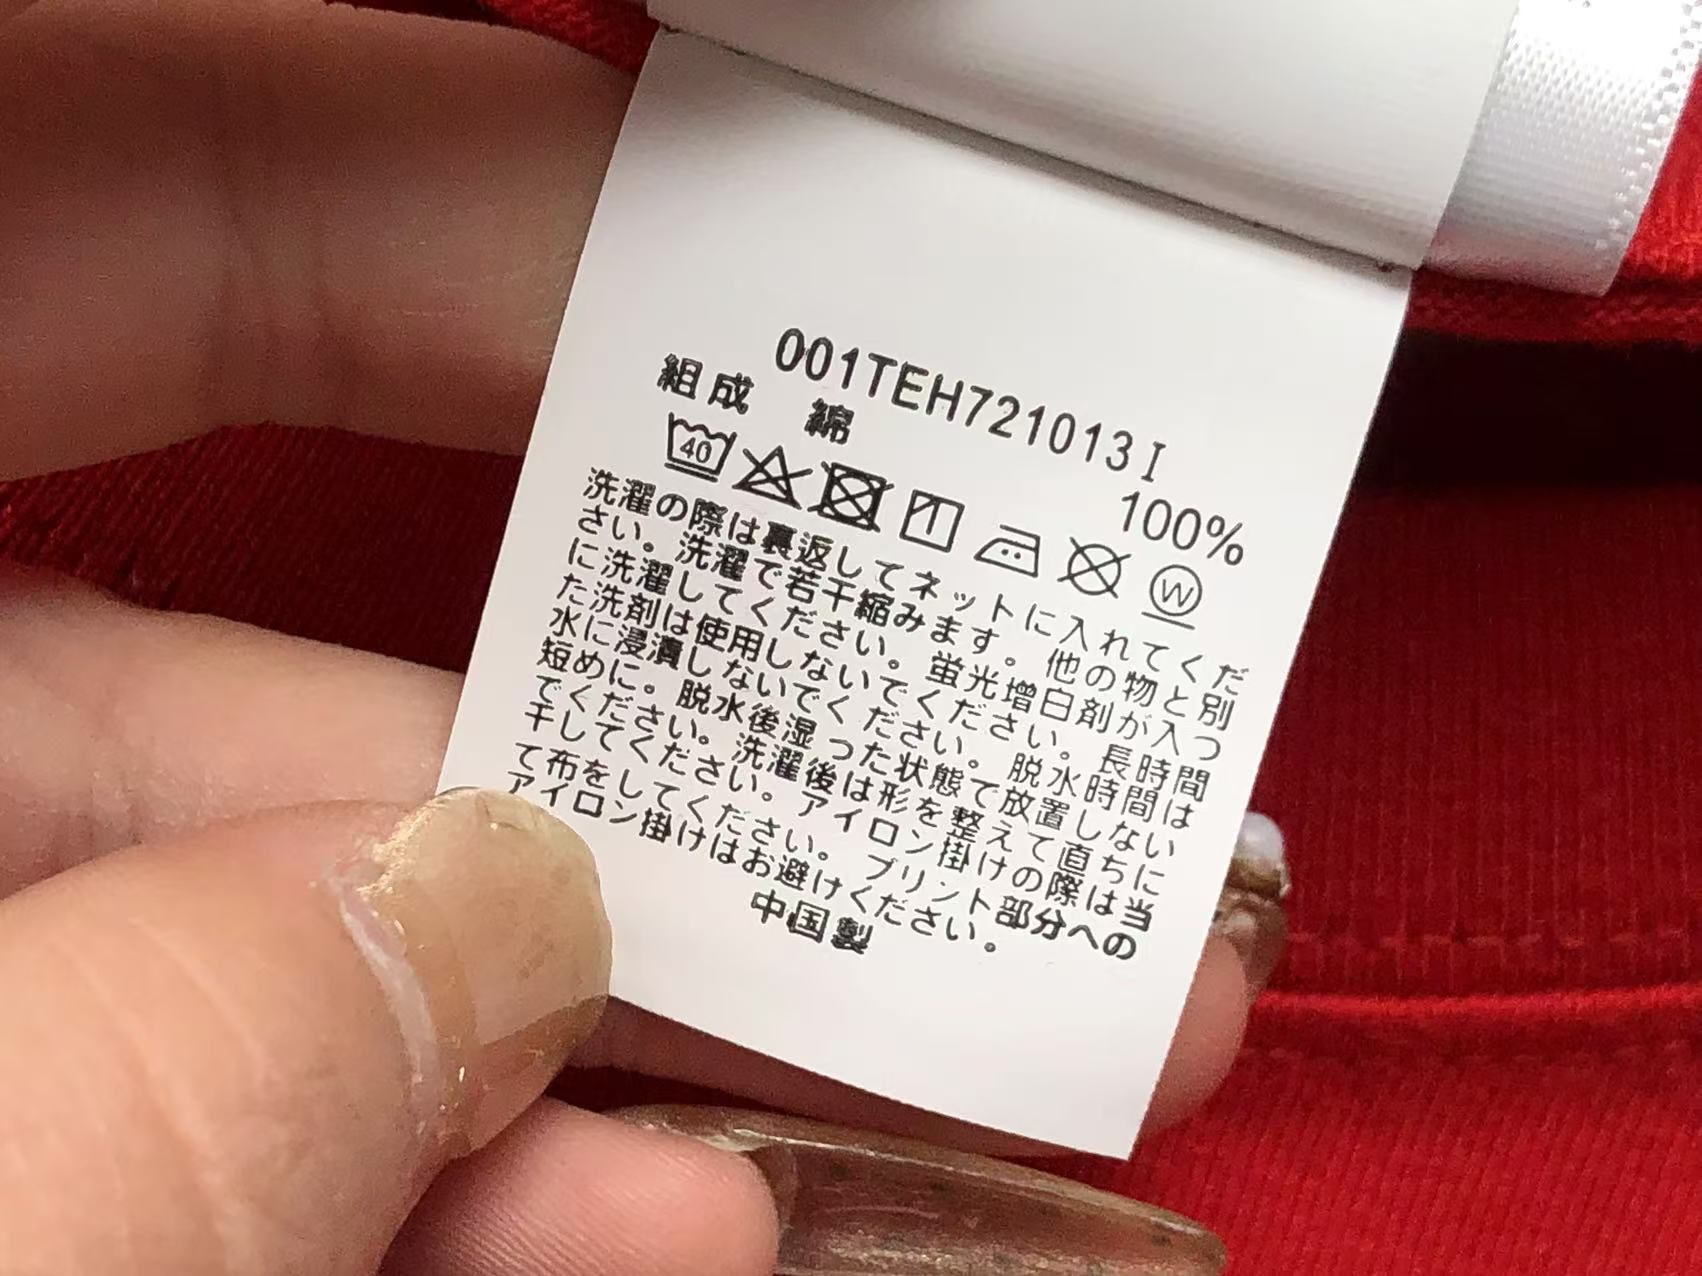 001TEH721013I
組成 綿 100%
40 W
洗濯の際は裏返してネットに入れてくだ
さい。洗濯で若干縮みます。他の物と別
に洗濯してください。蛍光増白剤が入っ
た洗剤は使用しないでください。長時間
水に浸漬しないでください。脱水時間は
短めに。脱水後湿った状態で放置しない
でください。洗濯後は形を整えて直ちに
干してください。アイロン掛けの際は当
て布をしてください。プリント部分への
アイロン掛けはお避けください。
中国製